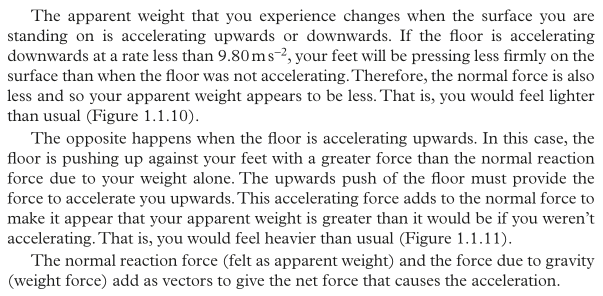 The apparent weight that you experience changes when the surface you are
standing on is accelerating upwards or downwards. If the floor is accelerating
downwards at a rate less than 9.80 m s⁻², your feet will be pressing less firmly on the
surface than when the floor was not accelerating. Therefore, the normal force is also
less and so your apparent weight appears to be less. That is, you would feel lighter
than usual (Figure 1.1.10).
The opposite happens when the floor is accelerating upwards. In this case, the
floor is pushing up against your feet with a greater force than the normal reaction
force due to your weight alone. The upwards push of the floor must provide the
force to accelerate you upwards. This accelerating force adds to the normal force to
make it appear that your apparent weight is greater than it would be if you weren't
accelerating. That is, you would feel heavier than usual (Figure 1.1.11).
The normal reaction force (felt as apparent weight) and the force due to gravity
(weight force) add as vectors to give the net force that causes the acceleration.